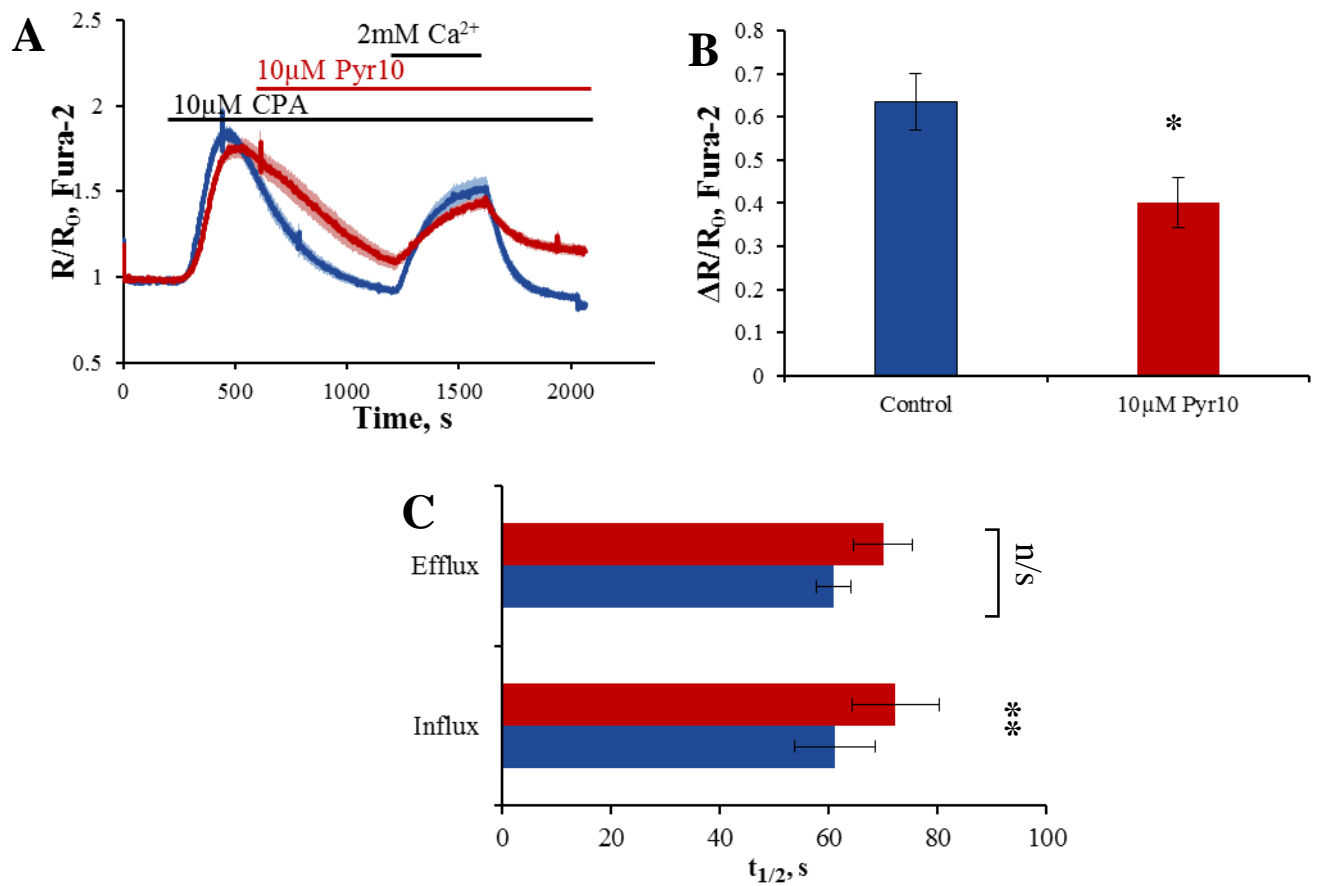 A
2.5
2
1.5
1
0.5
R/R₀, Fura-2
2mM Ca²⁺
10µM Pyr10
10µM CPA
0
500
1000
1500
2000
Time, s
B
0.8
0.7
0.6
0.5
0.4
0.3
0.2
0.1
0
ΔR/R₀, Fura-2
*
Control
10µM Pyr10
C
Efflux
Influx
n/s
**
0
20
40
60
80
100
t₁/₂, s